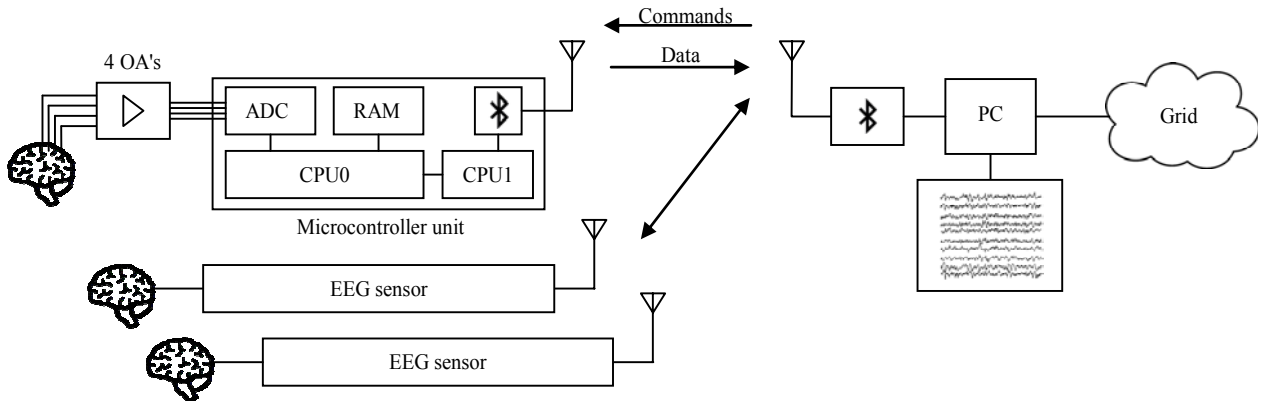 Commands
Data
4 OA's
ADC
RAM
CPU0
CPU1
Microcontroller unit
PC
Grid
EEG sensor
EEG sensor